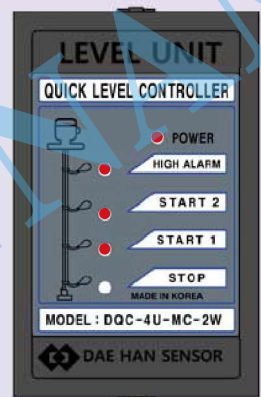 LEVEL UNIT
QUICK LEVEL CONTROLLER
POWER
HIGH ALARM
START 2
START 1
STOP
MADE IN KOREA
MODEL : DQC-4U-MC-2W
DAE HAN SENSOR